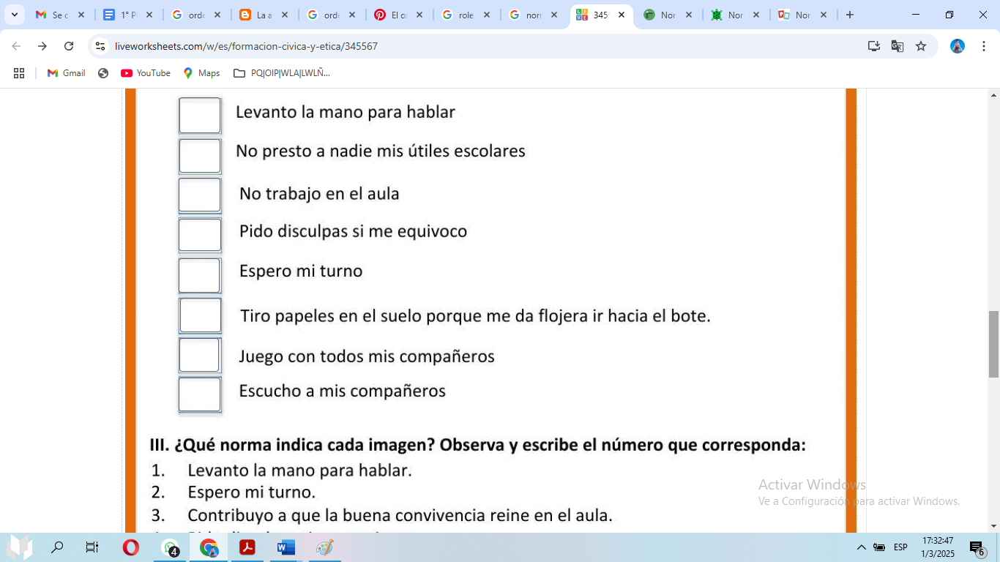 Se c
1° P
orde
La a
orde
El o
role
norr
345
Nor
Nor
Nor
liveworksheets.com/w/es/formacion-civica-y-etica/345567
Gmail
YouTube
Maps
PQ|OIP|WLA|LWLÑ...
Levanto la mano para hablar
No presto a nadie mis útiles escolares
No trabajo en el aula
Pido disculpas si me equivoco
Espero mi turno
Tiro papeles en el suelo porque me da flojera ir hacia el bote.
Juego con todos mis compañeros
Escucho a mis compañeros
III. ¿Qué norma indica cada imagen? Observa y escribe el número que corresponda:
1. Levanto la mano para hablar.
2. Espero mi turno.
3. Contribuyo a que la buena convivencia reine en el aula.
Activar Windows
Ve a Configuración para activar Windows.
4
ESP
17:32:47
1/3/2025
6